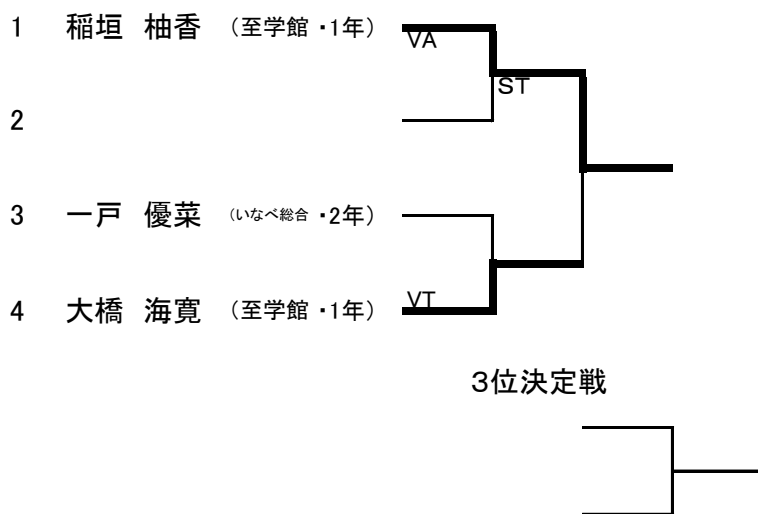 1 稲垣 柚香 （至学館・1年） VA
ST
2
3 一戸 優菜 （いなべ総合・2年）
4 大橋 海寛 （至学館・1年） VT
３位決定戦